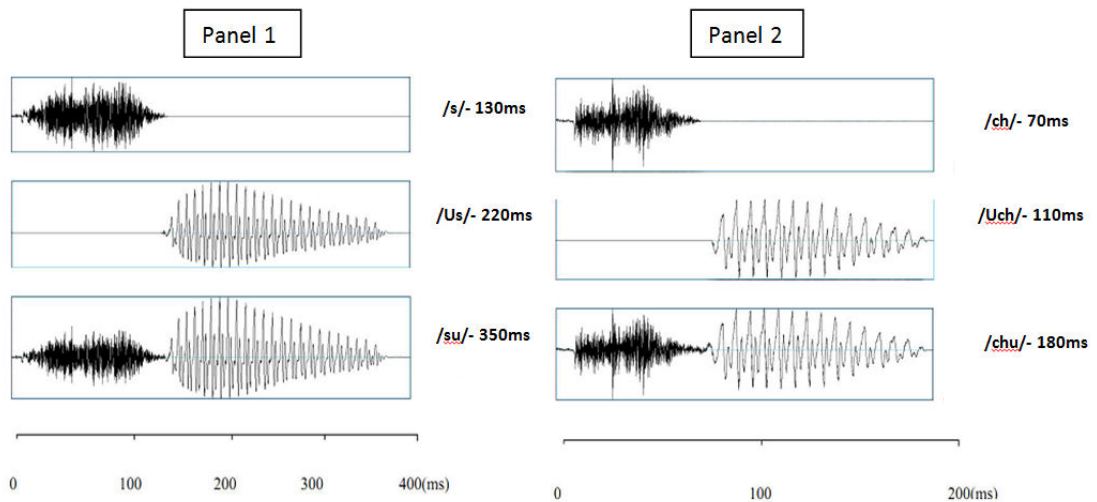 Panel 1
/s/- 130ms
/Us/- 220ms
/su/- 350ms
0 100 200 300 400(ms)
Panel 2
/ch/- 70ms
/Uch/- 110ms
/chu/- 180ms
0 100 200(ms)